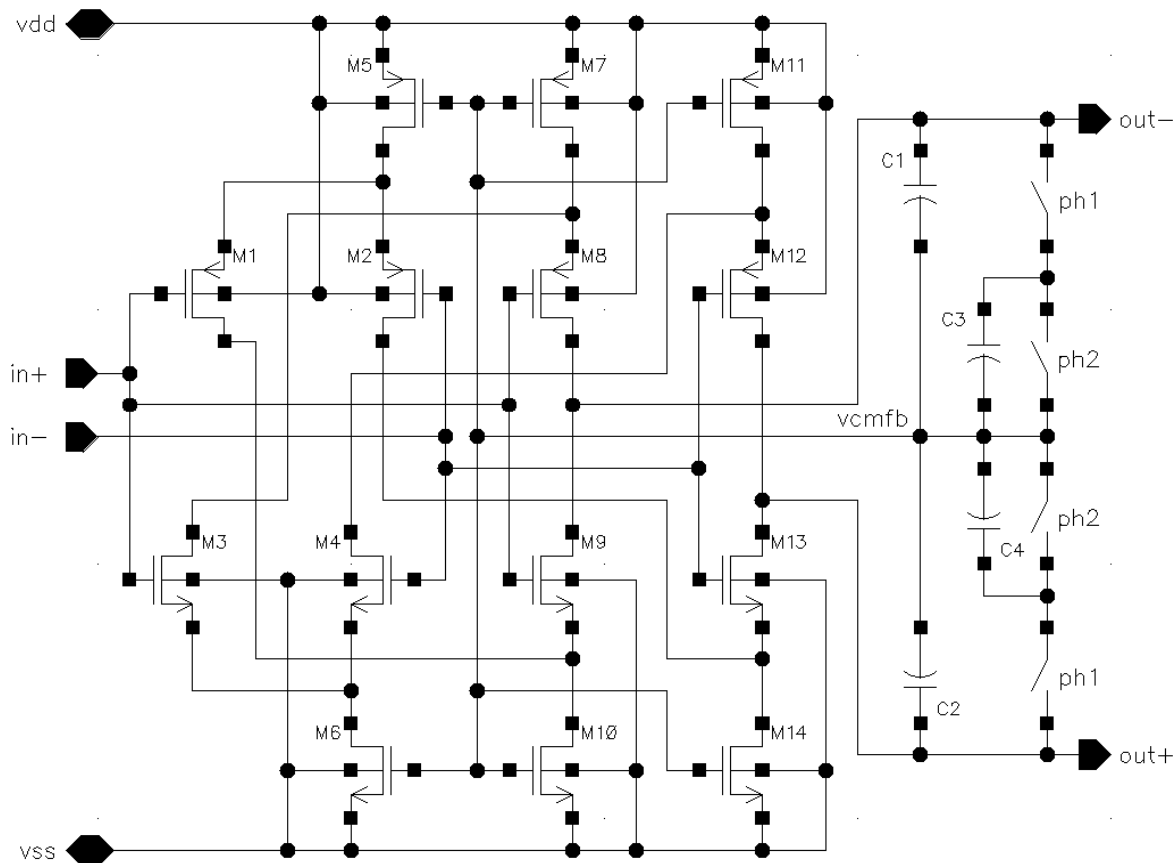 vdd
M5
M7
M11
out-
C1
ph1
M1
M2
M8
M12
C3
ph2
in+
vcmfb
in-
M3
M4
M9
M13
C4
ph2
ph1
C2
M6
M10
M14
out+
vss